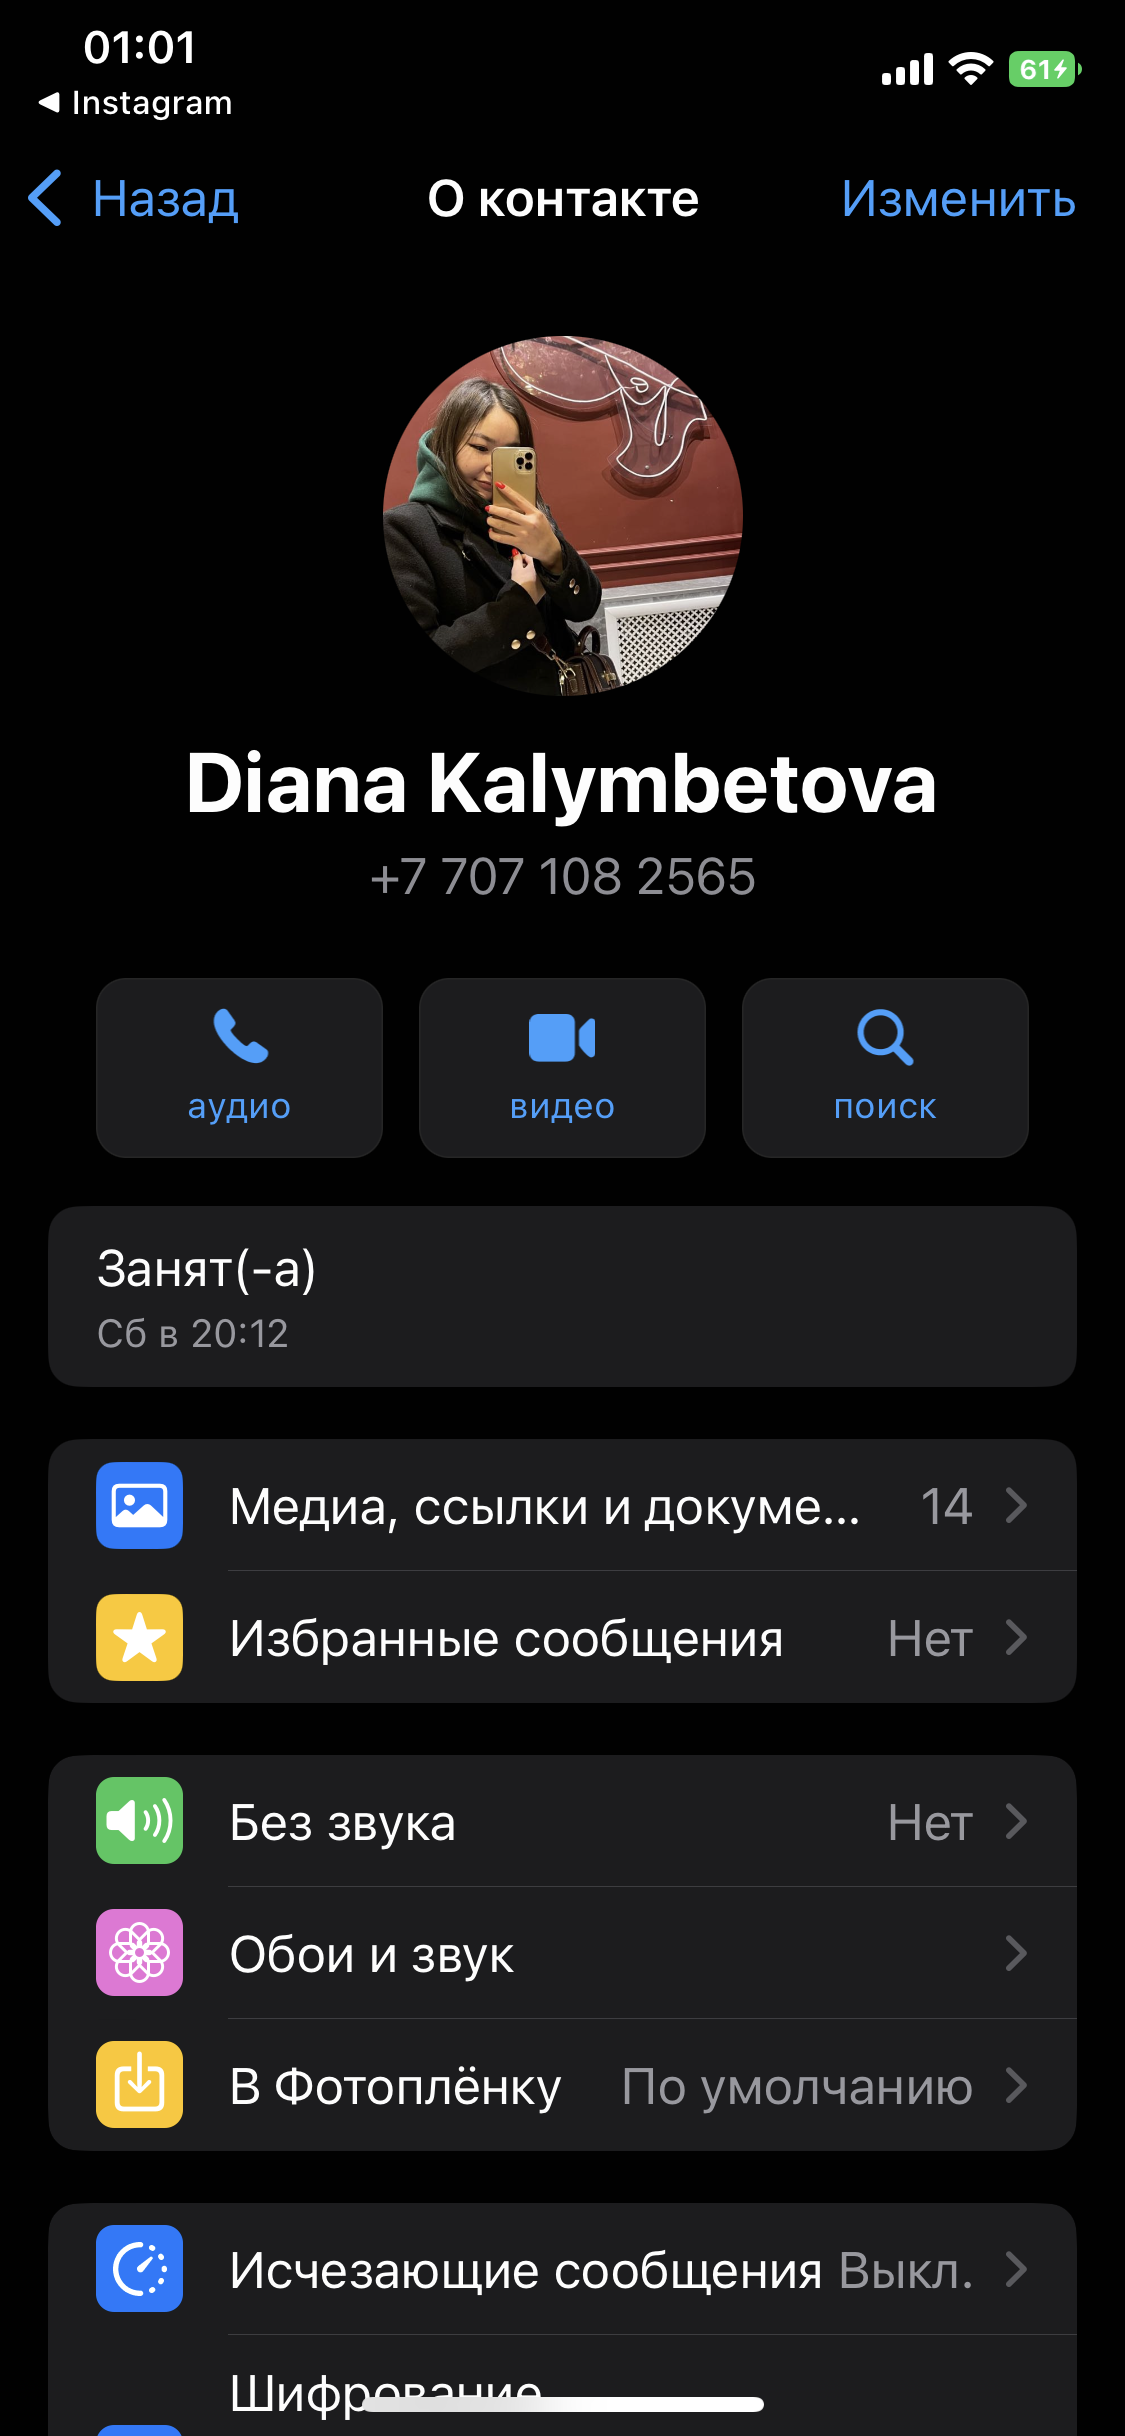 01:01
61
Instagram
Назад
О контакте
Изменить
Diana Kalymbetova
+7 707 108 2565
аудио
видео
поиск
Занят(-а)
Сб в 20:12
Медиа, ссылки и докуме... 14
Избранные сообщения Нет
Без звука Нет
Обои и звук
В Фотоплёнку По умолчанию
Исчезающие сообщения Выкл.
Шифрование